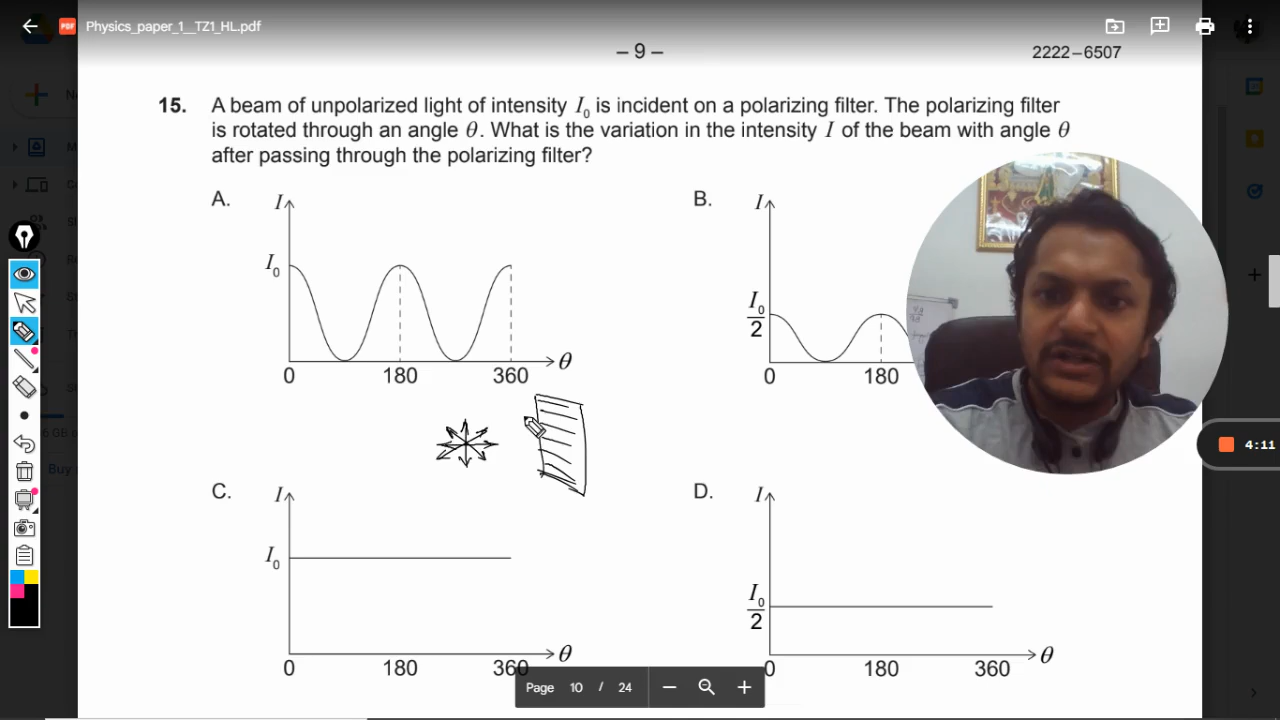 Physics_paper_1__TZ1_HL.pdf
– 9 –
2222–6507
15. A beam of unpolarized light of intensity I0 is incident on a polarizing filter. The polarizing filter
is rotated through an angle θ. What is the variation in the intensity I of the beam with angle θ
after passing through the polarizing filter?
A.
I
I0
0 180 360 θ
B.
I
I0
2
0 180
C.
I
I0
0 180 360 θ
D.
I
I0
2
0 180 360 θ
4:11
Page 10 / 24